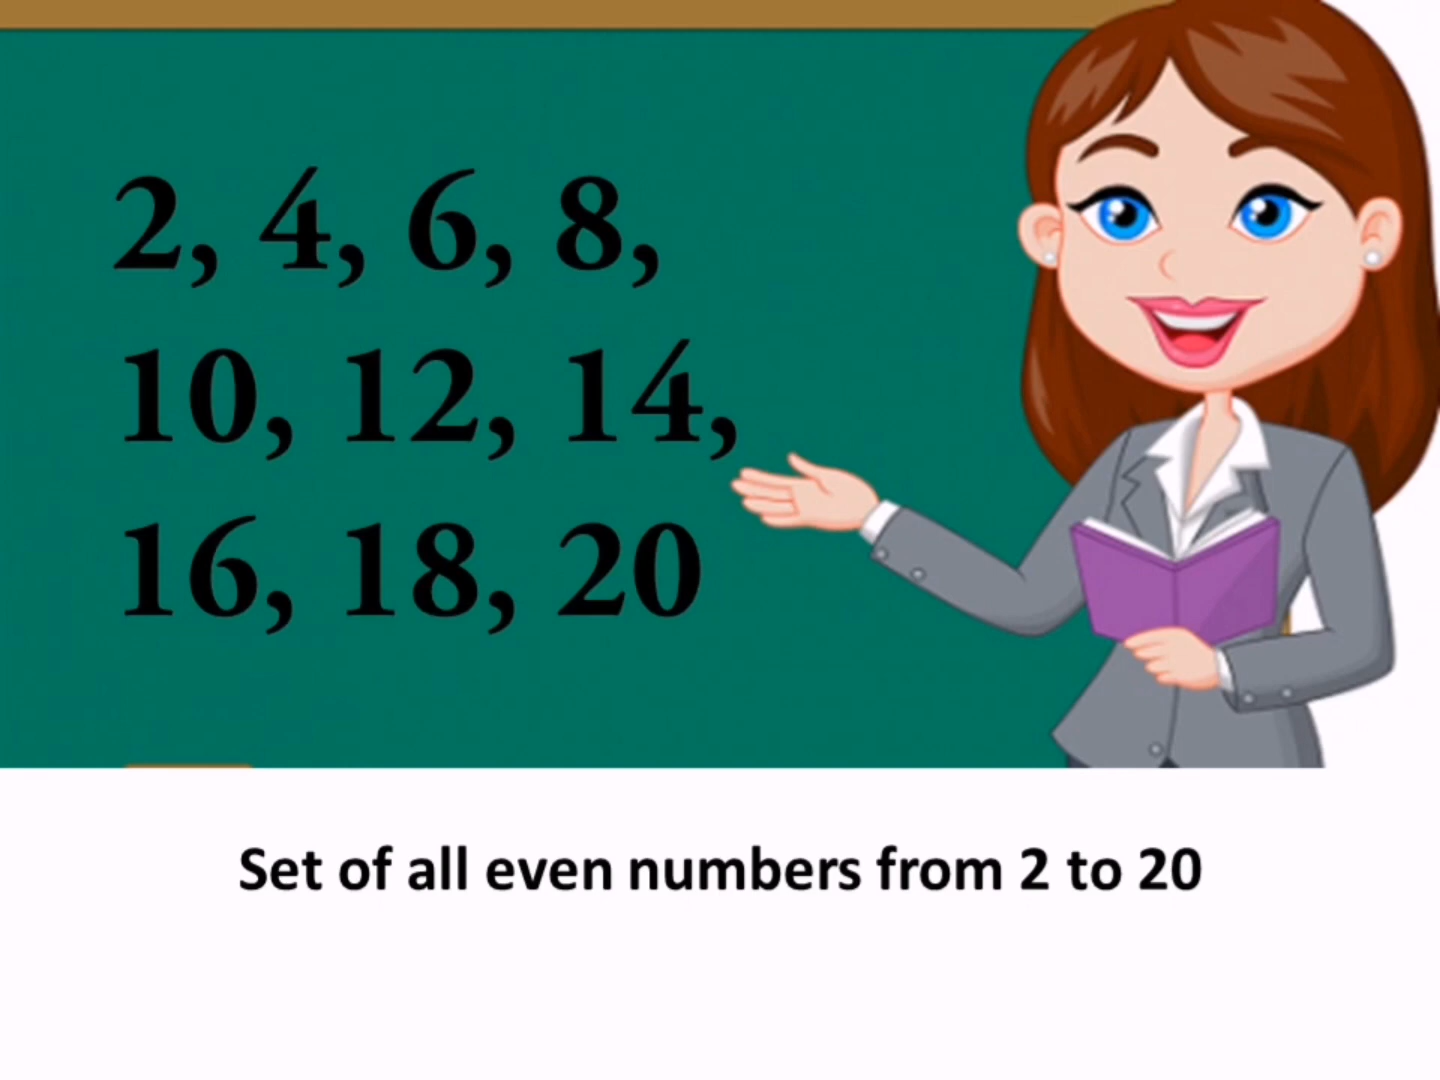 2, 4, 6, 8,
10, 12, 14,
16, 18, 20
Set of all even numbers from 2 to 20